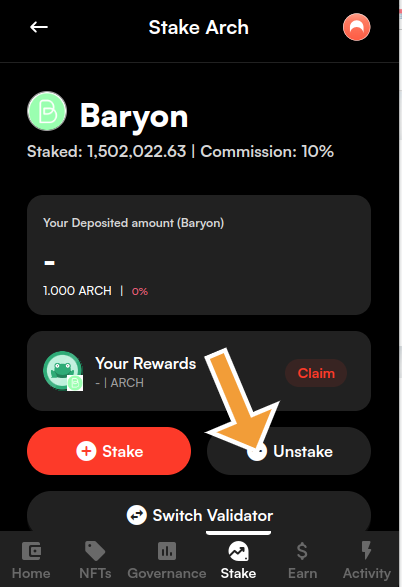 Stake Arch
Baryon
Staked: 1,502,022.63 | Commission: 10%
Your Deposited amount (Baryon)
-
1.000 ARCH | 0%
Your Rewards
- | ARCH
Claim
Stake
Unstake
Switch Validator
Home
NFTs
Governance
Stake
Earn
Activity